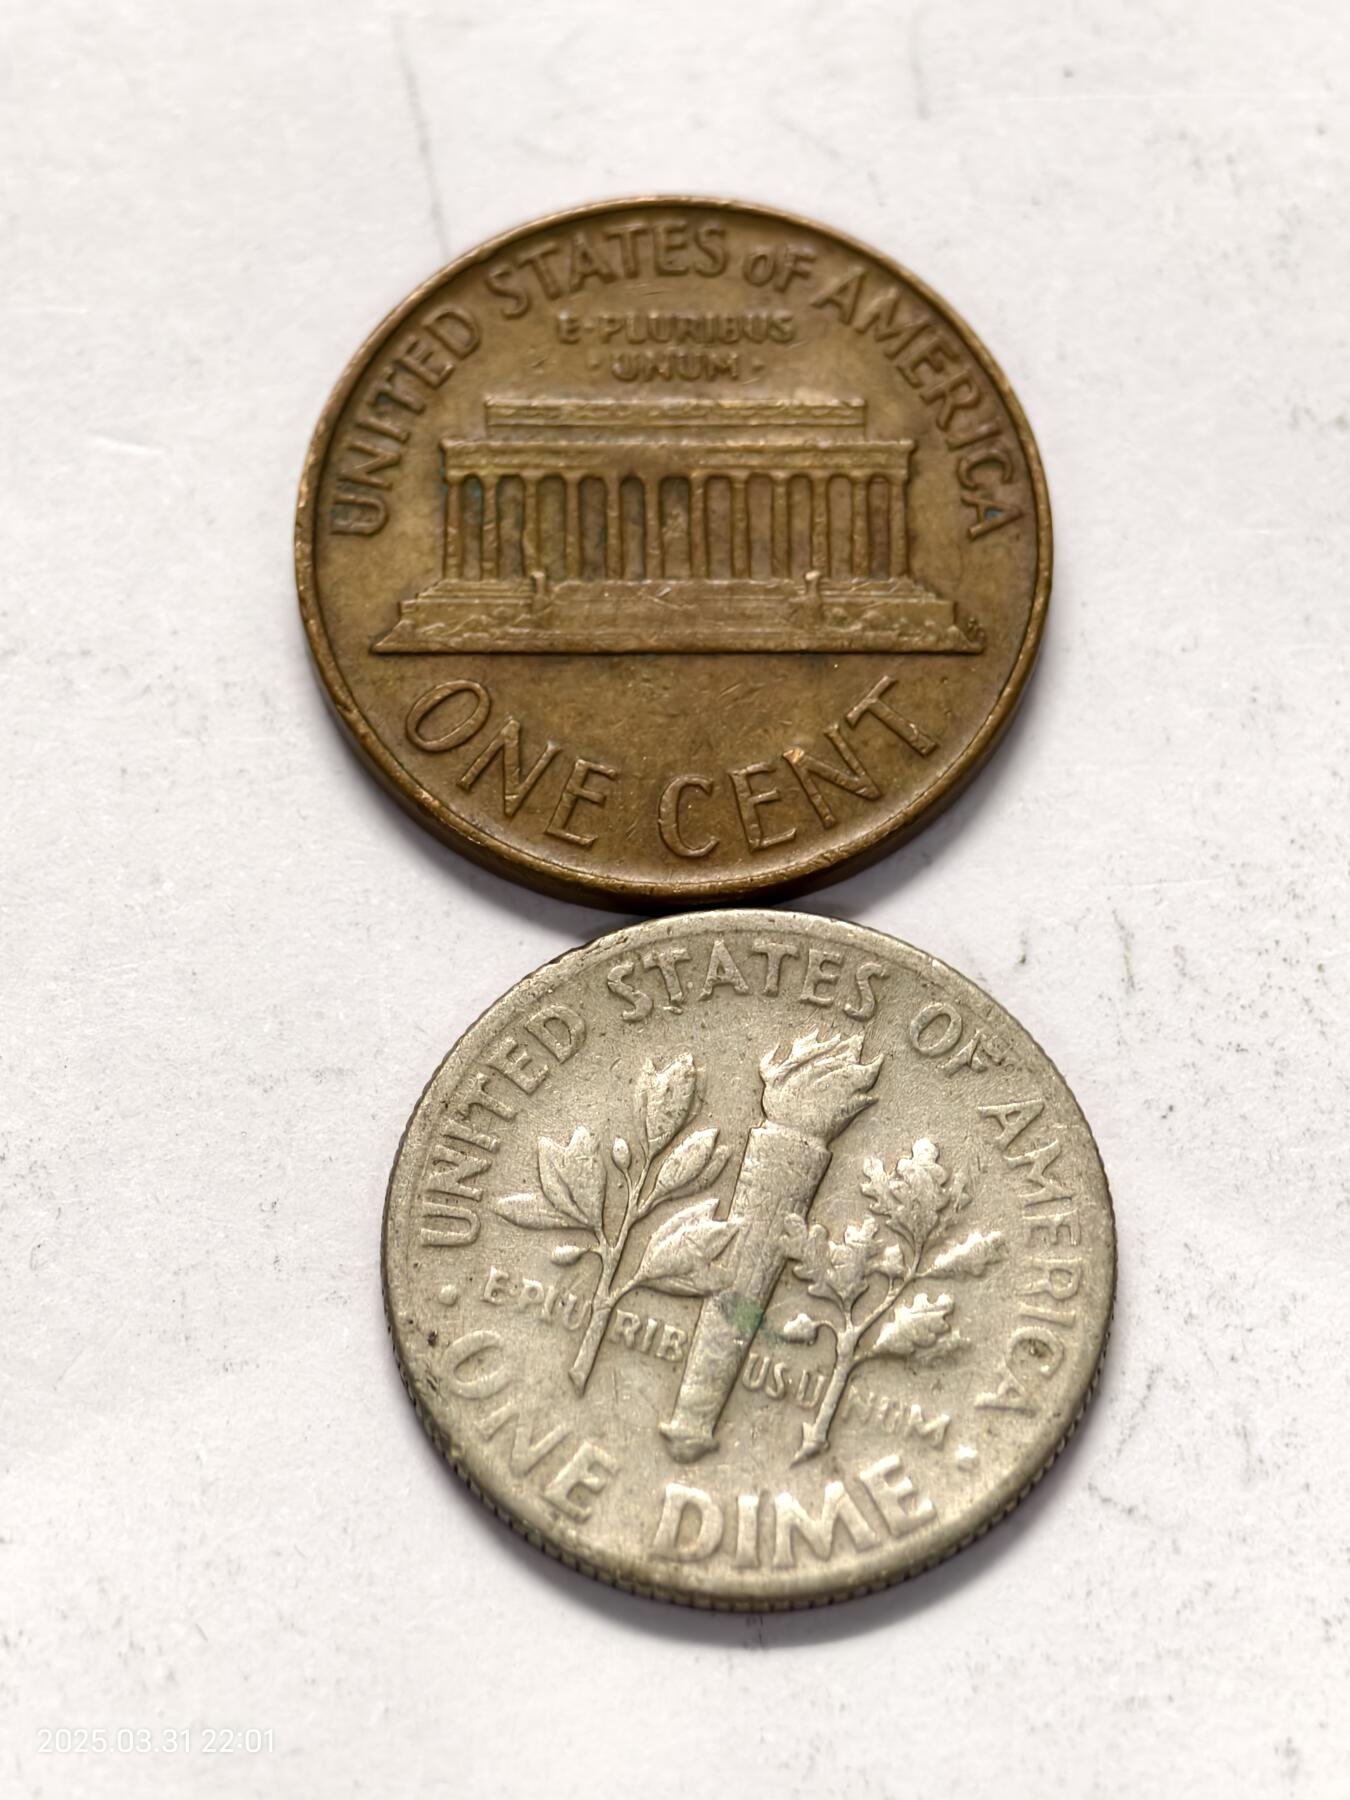 UNITED STATES OF AMERICA
E·PLURIBUS
·UNUM·
ONE CENT
UNITED STATES OF AMERICA
E·PLURIBUS·UNUM
· ONE DIME ·
2025.03.31 22:01